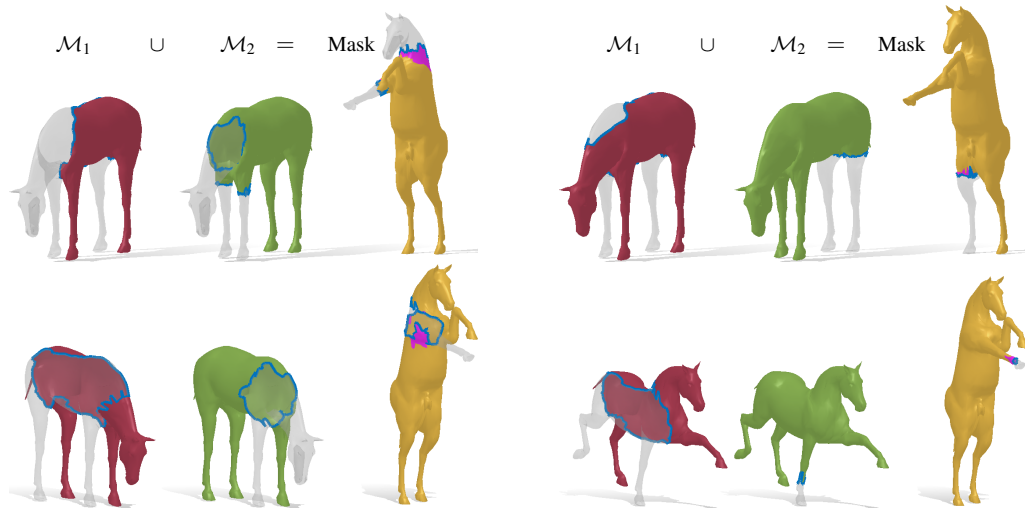 ℳ₁ ∪ ℳ₂ = Mask ℳ₁ ∪ ℳ₂ = Mask